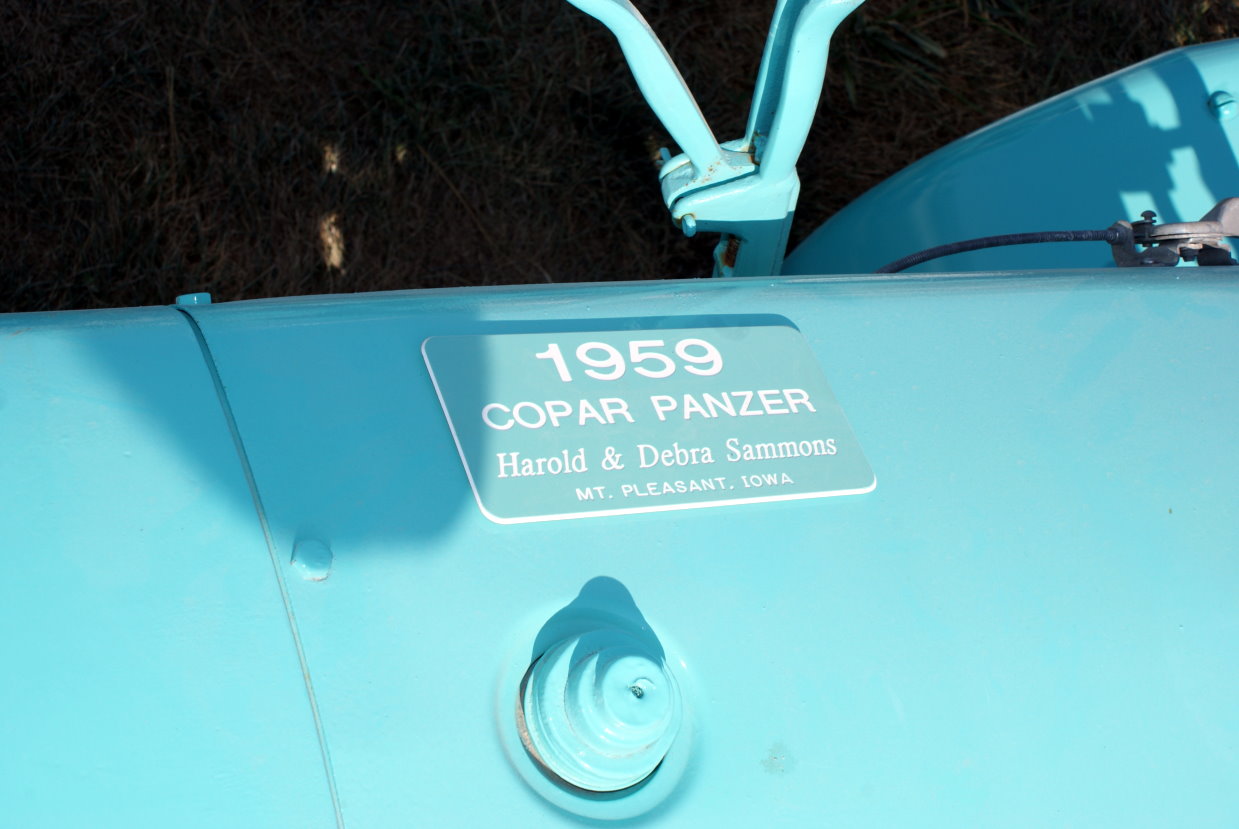 1959
COPAR PANZER
Harold & Debra Sammons
MT. PLEASANT, IOWA